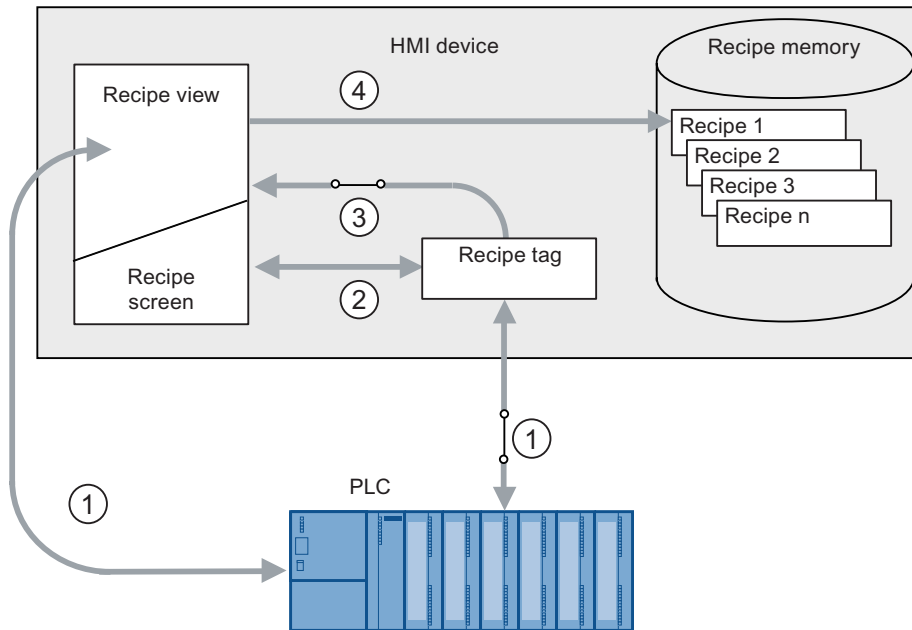 HMI device
Recipe memory
Recipe view
4
Recipe 1
Recipe 2
Recipe 3
Recipe n
3
Recipe tag
Recipe
screen
2
1
PLC
1